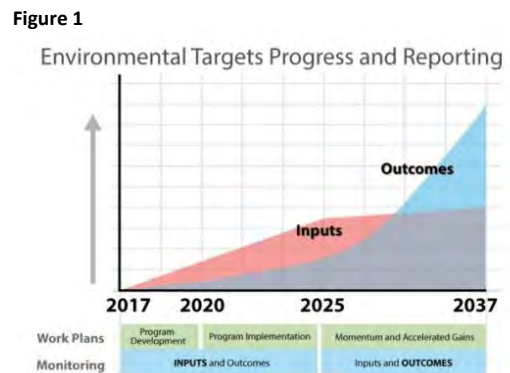 Figure 1
Environmental Targets Progress and Reporting
Outcomes
Inputs
2017 2020 2025 2037
Work Plans
Program
Development
Program Implementation
Momentum and Accelerated Gains
Monitoring
INPUTS and Outcomes
Inputs and OUTCOMES